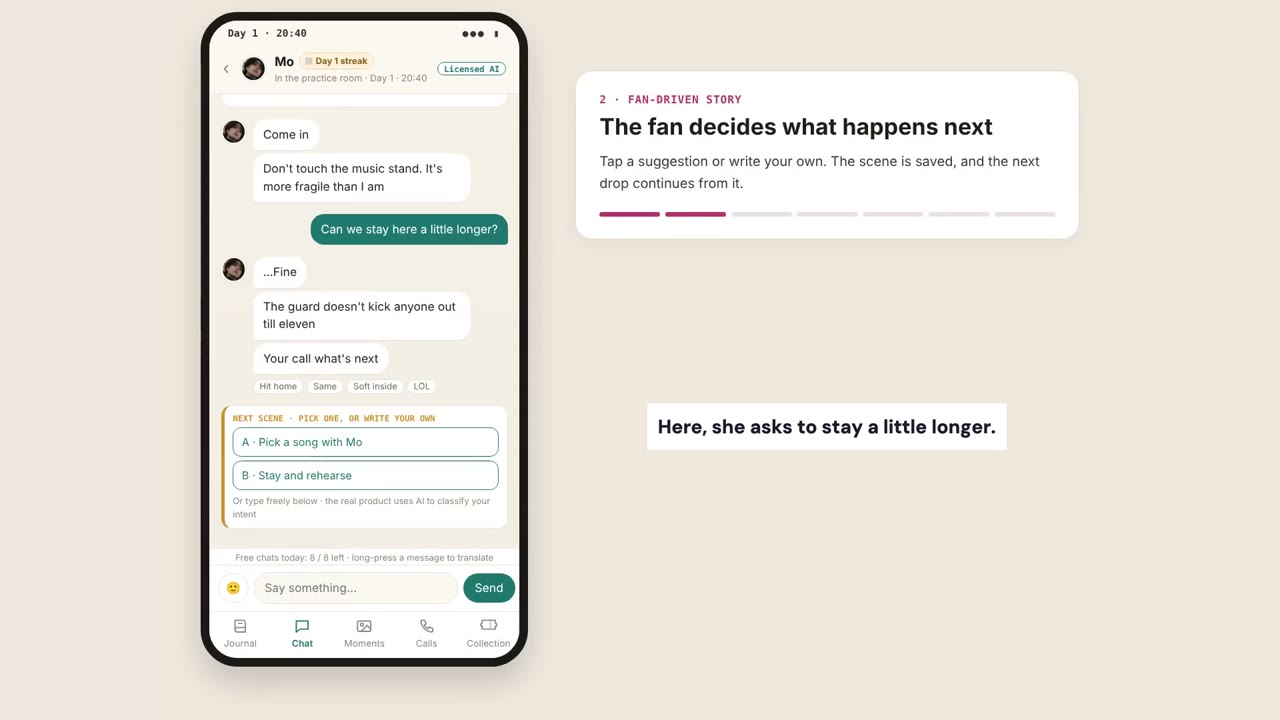 Day 1 · 20:40
Mo
Day 1 streak
In the practice room · Day 1 · 20:40
Licensed AI
Come in
Don't touch the music stand. It's
more fragile than I am
Can we stay here a little longer?
...Fine
The guard doesn't kick anyone out
till eleven
Your call what's next
Hit home
Same
Soft inside
LOL
NEXT SCENE · PICK ONE, OR WRITE YOUR OWN
A · Pick a song with Mo
B · Stay and rehearse
Or type freely below · the real product uses AI to classify your
intent
Free chats today: 8 / 8 left · long-press a message to translate
Say something...
Send
Journal
Chat
Moments
Calls
Collection
2 · FAN-DRIVEN STORY
The fan decides what happens next
Tap a suggestion or write your own. The scene is saved, and the next
drop continues from it.
Here, she asks to stay a little longer.